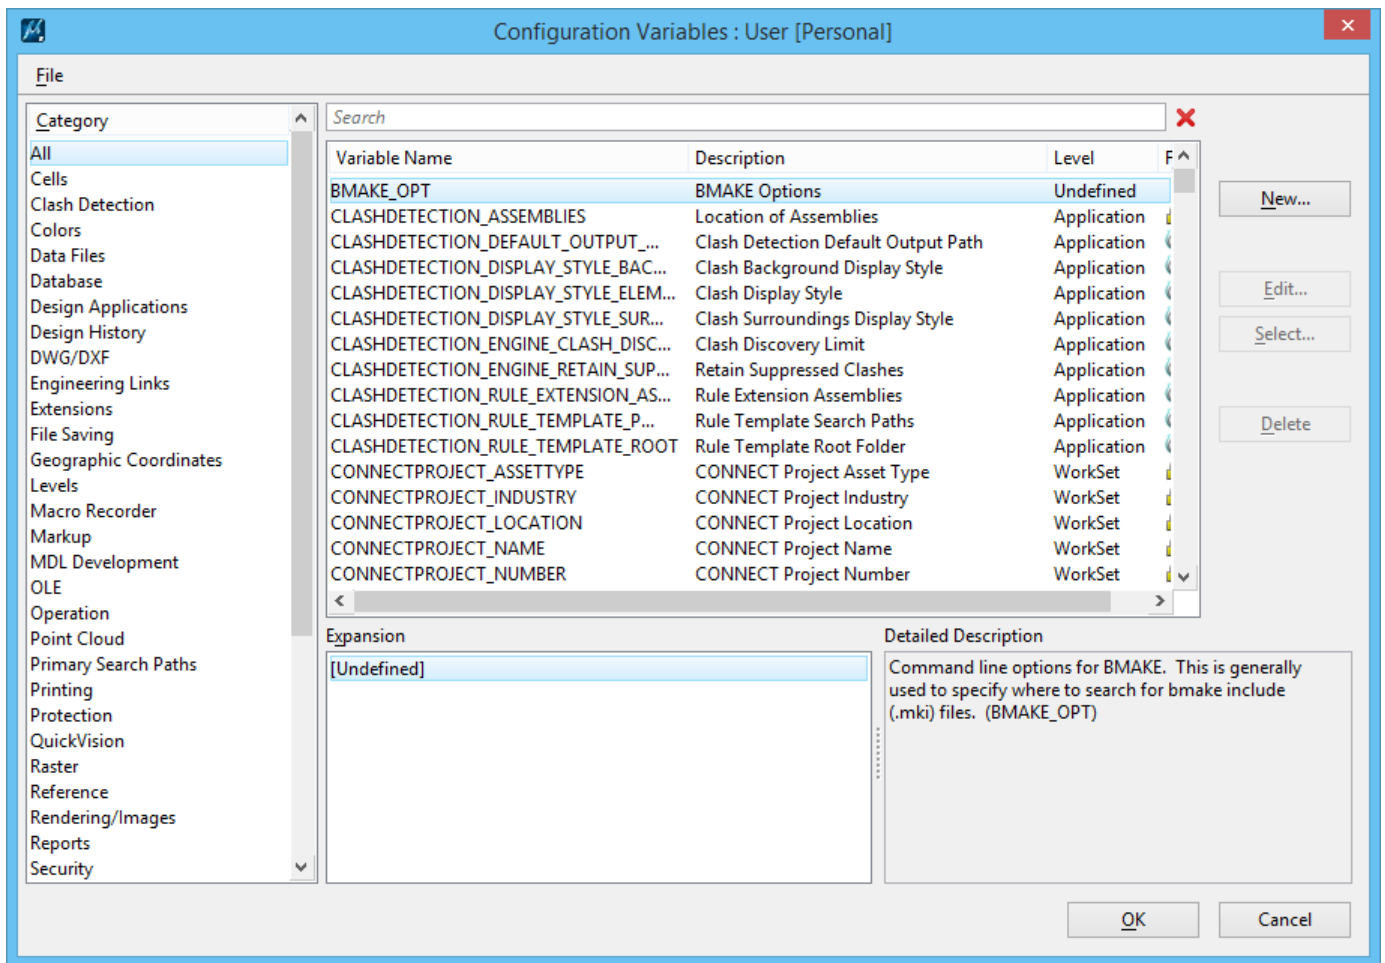 Configuration Variables : User [Personal]
File
Category
All
Cells
Clash Detection
Colors
Data Files
Database
Design Applications
Design History
DWG/DXF
Engineering Links
Extensions
File Saving
Geographic Coordinates
Levels
Macro Recorder
Markup
MDL Development
OLE
Operation
Point Cloud
Primary Search Paths
Printing
Protection
QuickVision
Raster
Reference
Rendering/Images
Reports
Security
Search
Variable Name Description Level F
BMAKE_OPT BMAKE Options Undefined
CLASHDETECTION_ASSEMBLIES Location of Assemblies Application
CLASHDETECTION_DEFAULT_OUTPUT_... Clash Detection Default Output Path Application
CLASHDETECTION_DISPLAY_STYLE_BAC... Clash Background Display Style Application
CLASHDETECTION_DISPLAY_STYLE_ELEM... Clash Display Style Application
CLASHDETECTION_DISPLAY_STYLE_SUR... Clash Surroundings Display Style Application
CLASHDETECTION_ENGINE_CLASH_DISC... Clash Discovery Limit Application
CLASHDETECTION_ENGINE_RETAIN_SUP... Retain Suppressed Clashes Application
CLASHDETECTION_RULE_EXTENSION_AS... Rule Extension Assemblies Application
CLASHDETECTION_RULE_TEMPLATE_P... Rule Template Search Paths Application
CLASHDETECTION_RULE_TEMPLATE_ROOT Rule Template Root Folder Application
CONNECTPROJECT_ASSETTYPE CONNECT Project Asset Type WorkSet
CONNECTPROJECT_INDUSTRY CONNECT Project Industry WorkSet
CONNECTPROJECT_LOCATION CONNECT Project Location WorkSet
CONNECTPROJECT_NAME CONNECT Project Name WorkSet
CONNECTPROJECT_NUMBER CONNECT Project Number WorkSet
New...
Edit...
Select...
Delete
Expansion
[Undefined]
Detailed Description
Command line options for BMAKE. This is generally
used to specify where to search for bmake include
(.mki) files. (BMAKE_OPT)
OK
Cancel